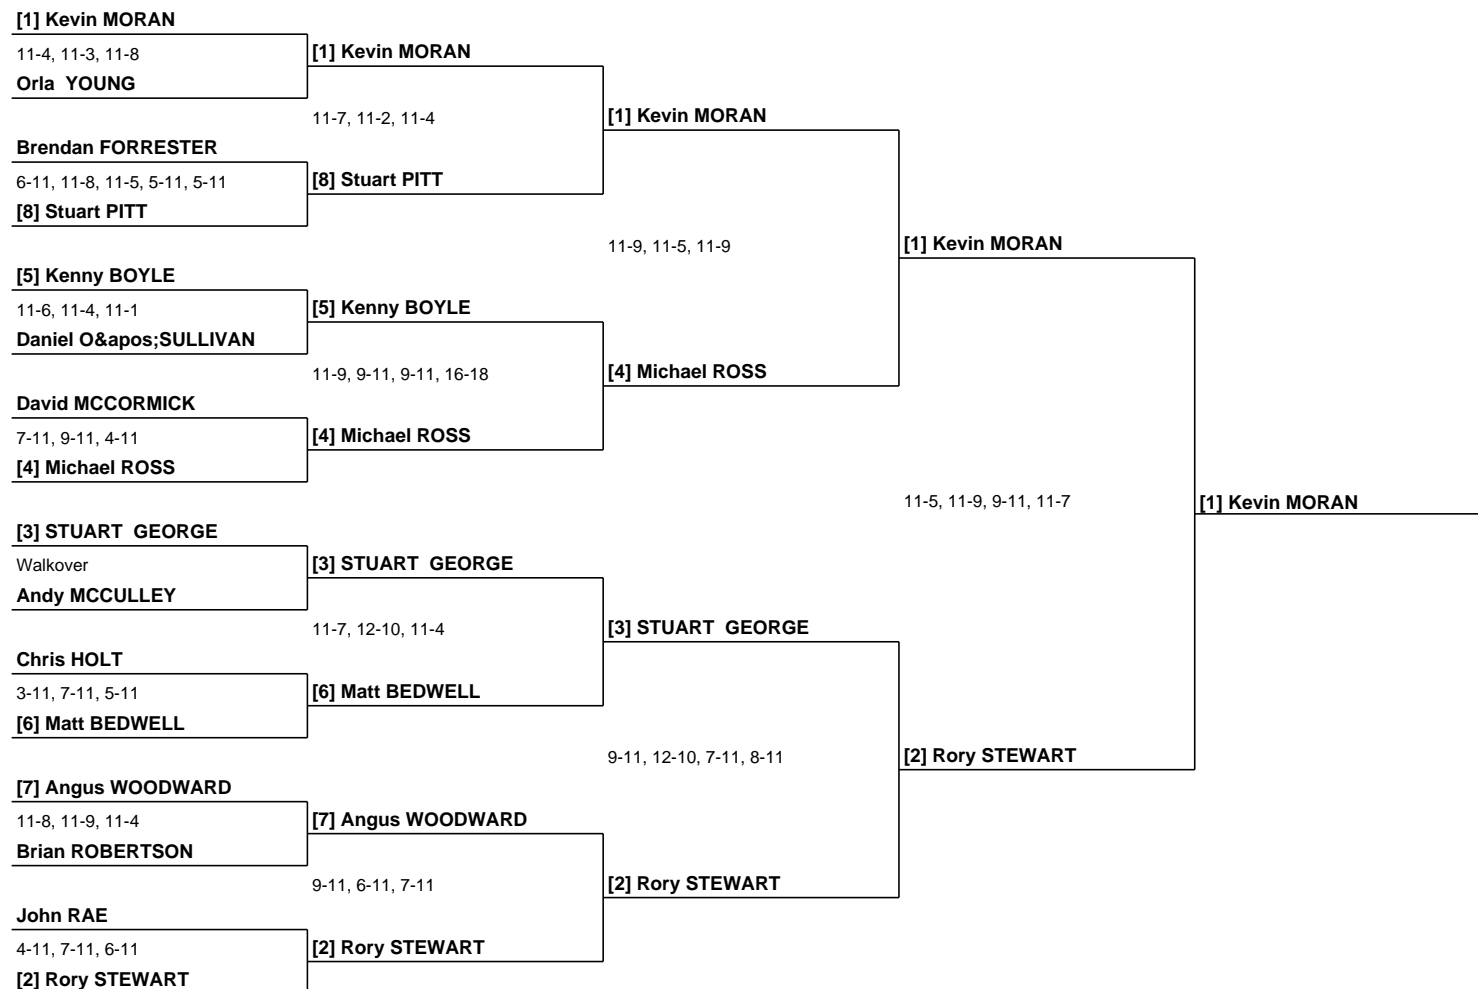 [1] Kevin MORAN
11-4, 11-3, 11-8
[1] Kevin MORAN
Orla  YOUNG
11-7, 11-2, 11-4
[1] Kevin MORAN
Brendan FORRESTER
6-11, 11-8, 11-5, 5-11, 5-11
[8] Stuart PITT
[8] Stuart PITT
11-9, 11-5, 11-9
[1] Kevin MORAN
[5] Kenny BOYLE
11-6, 11-4, 11-1
[5] Kenny BOYLE
Daniel O&apos;SULLIVAN
11-9, 9-11, 9-11, 16-18
[4] Michael ROSS
David MCCORMICK
7-11, 9-11, 4-11
[4] Michael ROSS
[4] Michael ROSS
11-5, 11-9, 9-11, 11-7
[1] Kevin MORAN
[3] STUART  GEORGE
Walkover
[3] STUART  GEORGE
Andy MCCULLEY
11-7, 12-10, 11-4
[3] STUART  GEORGE
Chris HOLT
3-11, 7-11, 5-11
[6] Matt BEDWELL
[6] Matt BEDWELL
9-11, 12-10, 7-11, 8-11
[2] Rory STEWART
[7] Angus WOODWARD
11-8, 11-9, 11-4
[7] Angus WOODWARD
Brian ROBERTSON
9-11, 6-11, 7-11
[2] Rory STEWART
John RAE
4-11, 7-11, 6-11
[2] Rory STEWART
[2] Rory STEWART